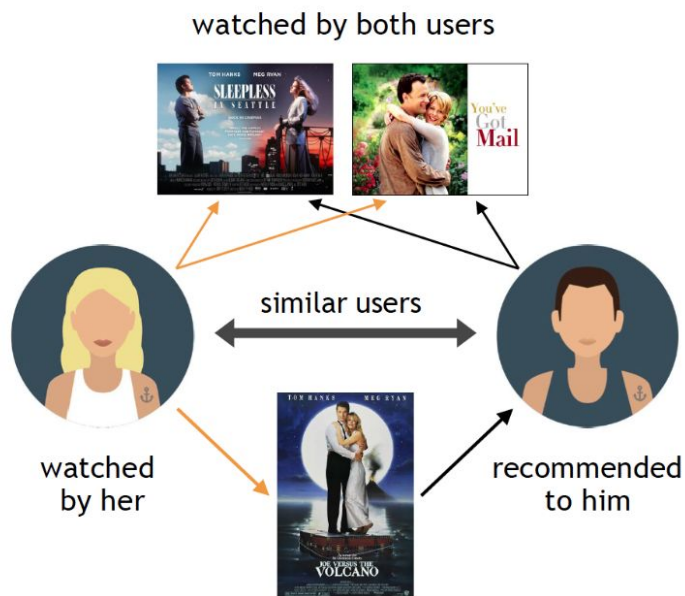 watched by both users
TOM HANKS MEG RYAN
SLEEPLESS
IN SEATTLE
You've
Got
Mail
similar users
TOM HANKS MEG RYAN
watched
by her
recommended
to him
JOE VERSUS THE
VOLCANO